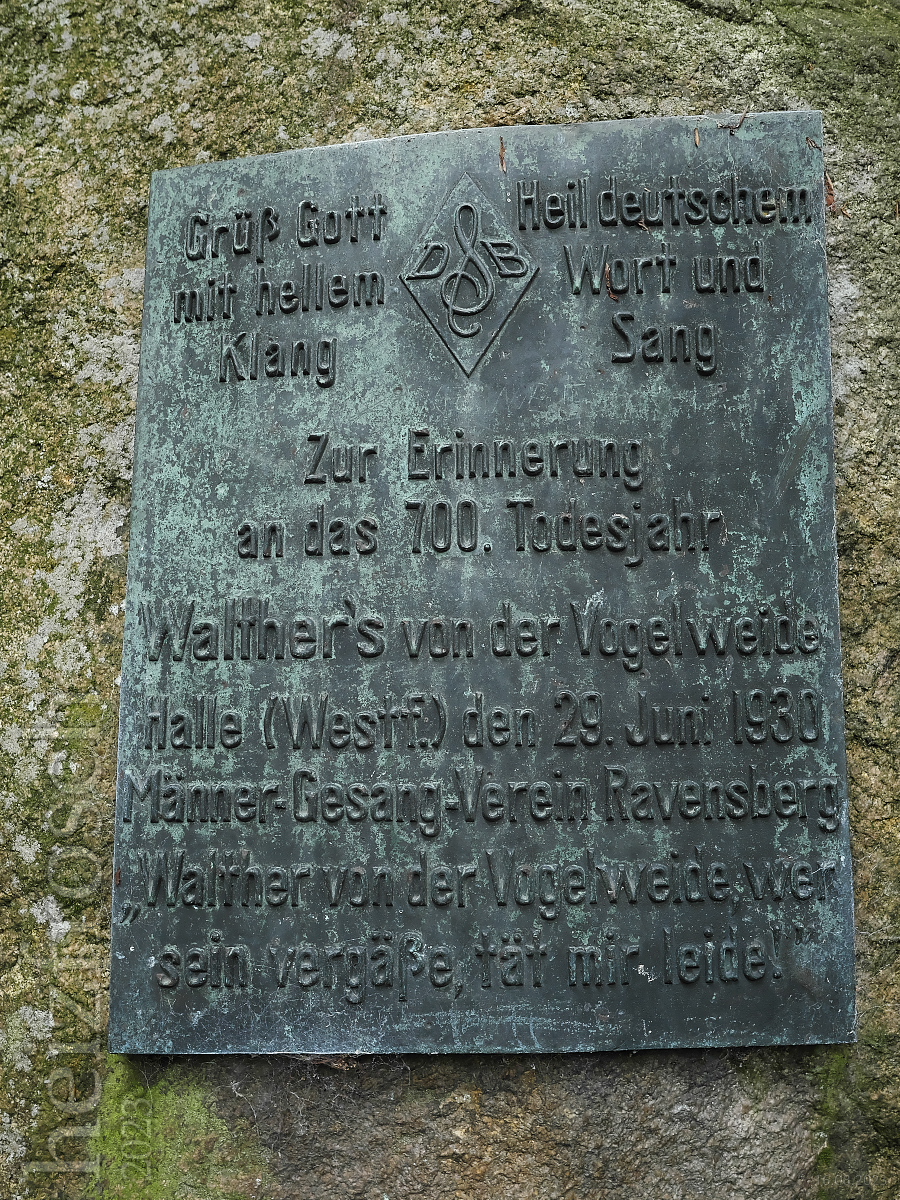 Grüß Gott
mit hellem
Klang
DSB
Heil deutschem
Wort und
Sang
Zur Erinnerung
an das 700. Todesjahr
Walther's von der Vogelweide
Halle (Westf.) den 29. Juni 1930
Männer-Gesang-Verein Ravensberg
„Walther von der Vogelweide, wer
sein vergäße, tät mir leide!"
heinzinosch
2023